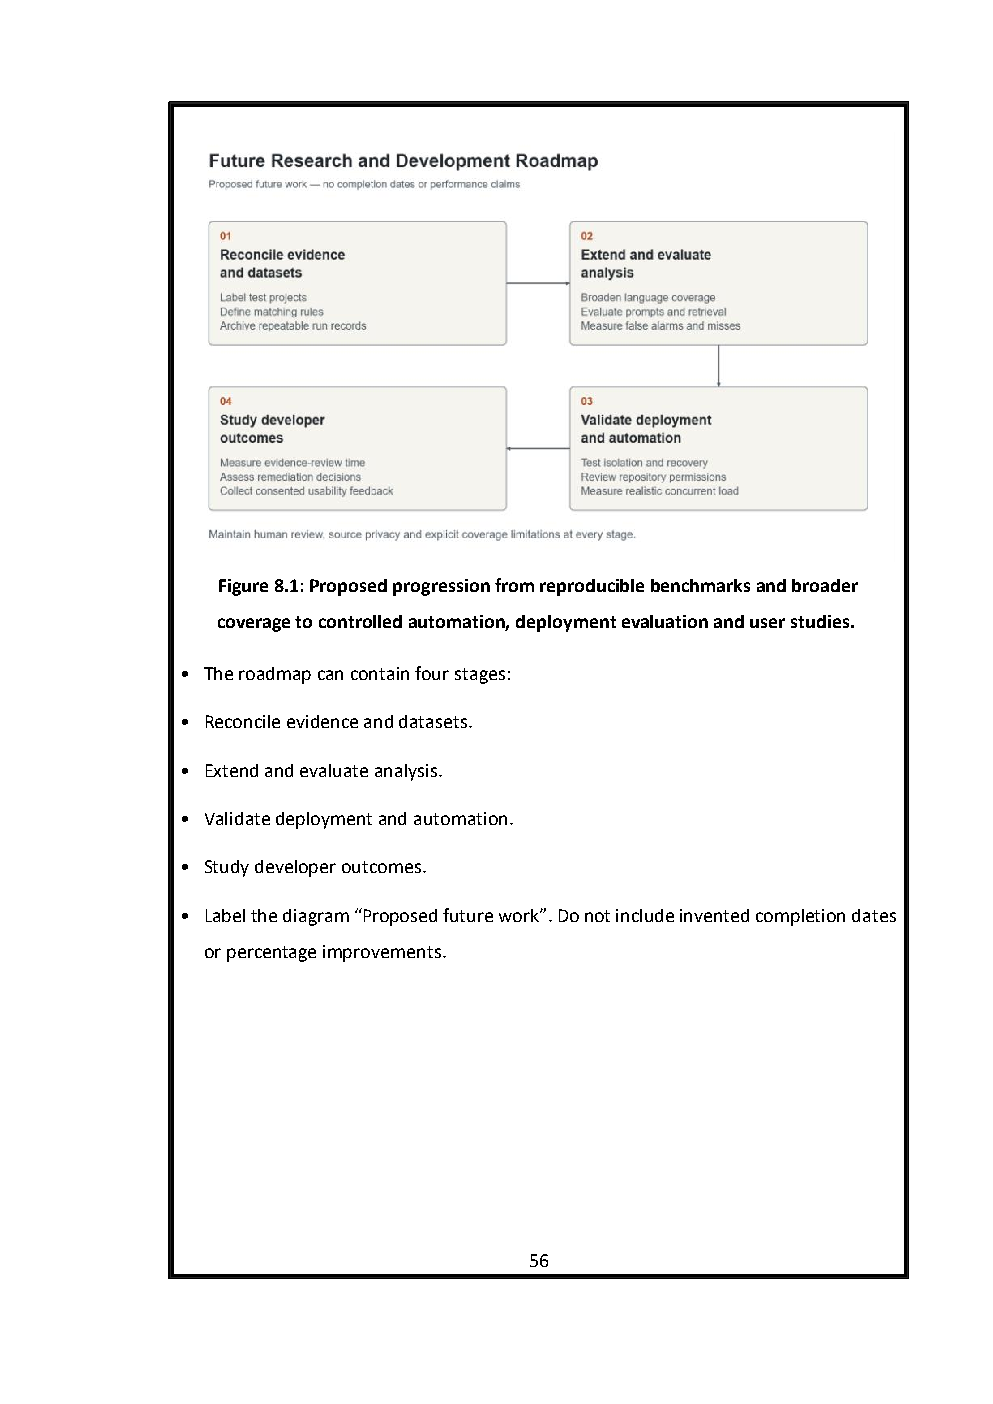 Future Research and Development Roadmap
Proposed future work — no completion dates or performance claims
01
Reconcile evidence
and datasets
Label test projects
Define matching rules
Archive repeatable run records
02
Extend and evaluate
analysis
Broaden language coverage
Evaluate prompts and retrieval
Measure false alarms and misses
03
Validate deployment
and automation
Test isolation and recovery
Review repository permissions
Measure realistic concurrent load
04
Study developer
outcomes
Measure evidence-review time
Assess remediation decisions
Collect consented usability feedback
Maintain human review, source privacy and explicit coverage limitations at every stage.
Figure 8.1: Proposed progression from reproducible benchmarks and broader
coverage to controlled automation, deployment evaluation and user studies.
• The roadmap can contain four stages:
• Reconcile evidence and datasets.
• Extend and evaluate analysis.
• Validate deployment and automation.
• Study developer outcomes.
• Label the diagram “Proposed future work”. Do not include invented completion dates
or percentage improvements.
56